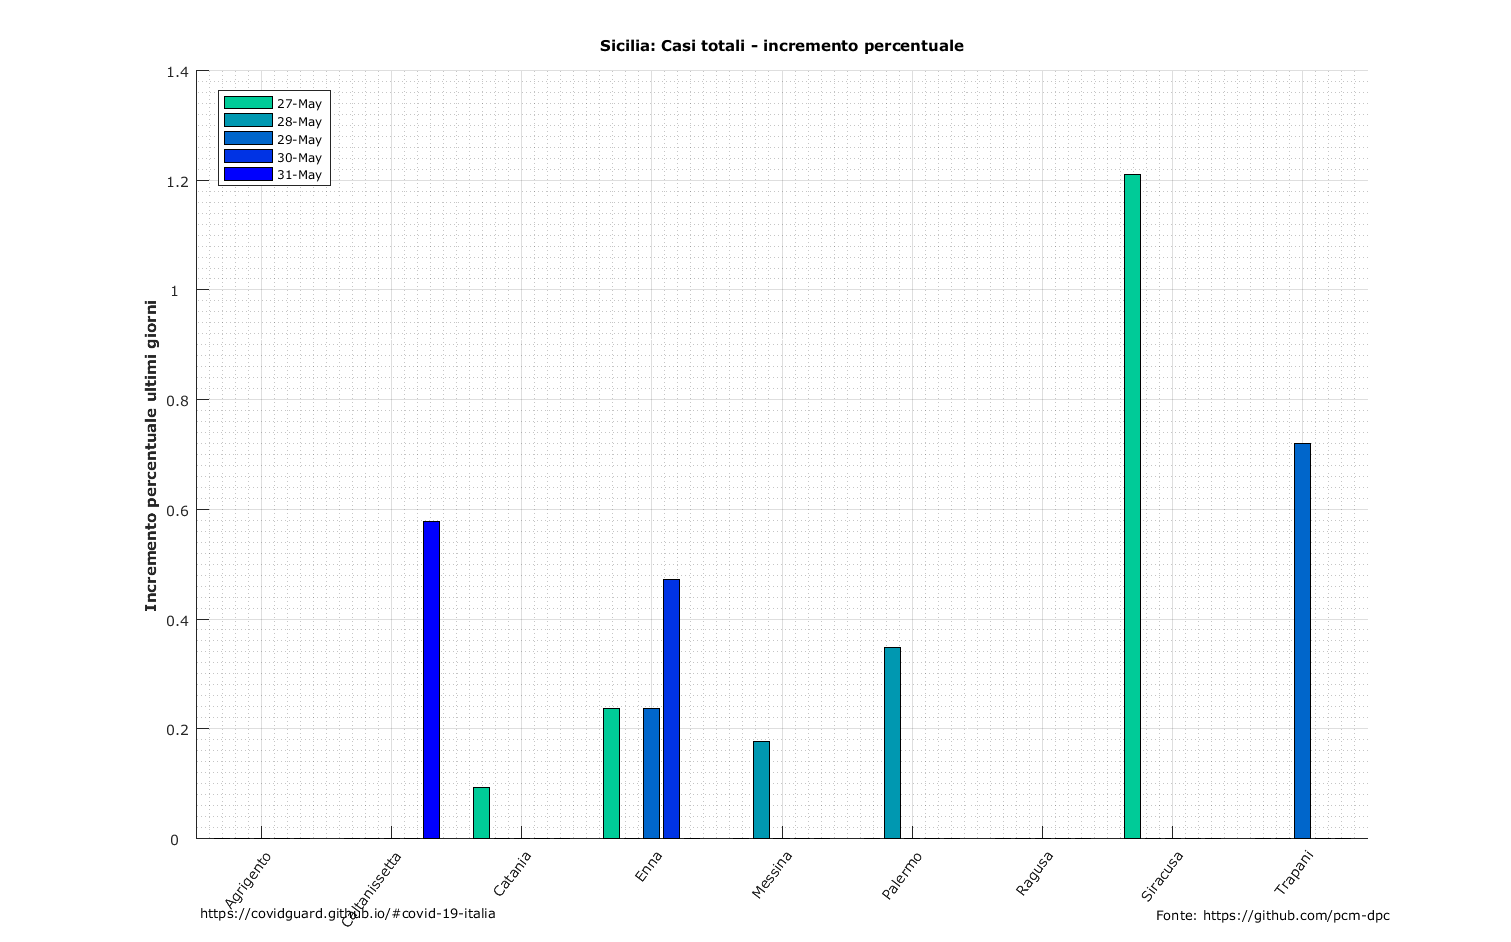 Sicilia: Casi totali - incremento percentuale
1.4
1.2
1
0.8
0.6
0.4
0.2
0
Incremento percentuale ultimi giorni
27-May
28-May
29-May
30-May
31-May
Agrigento
Caltanissetta
Catania
Enna
Messina
Palermo
Ragusa
Siracusa
Trapani
https://covidguard.github.io/#covid-19-italia
Fonte: https://github.com/pcm-dpc